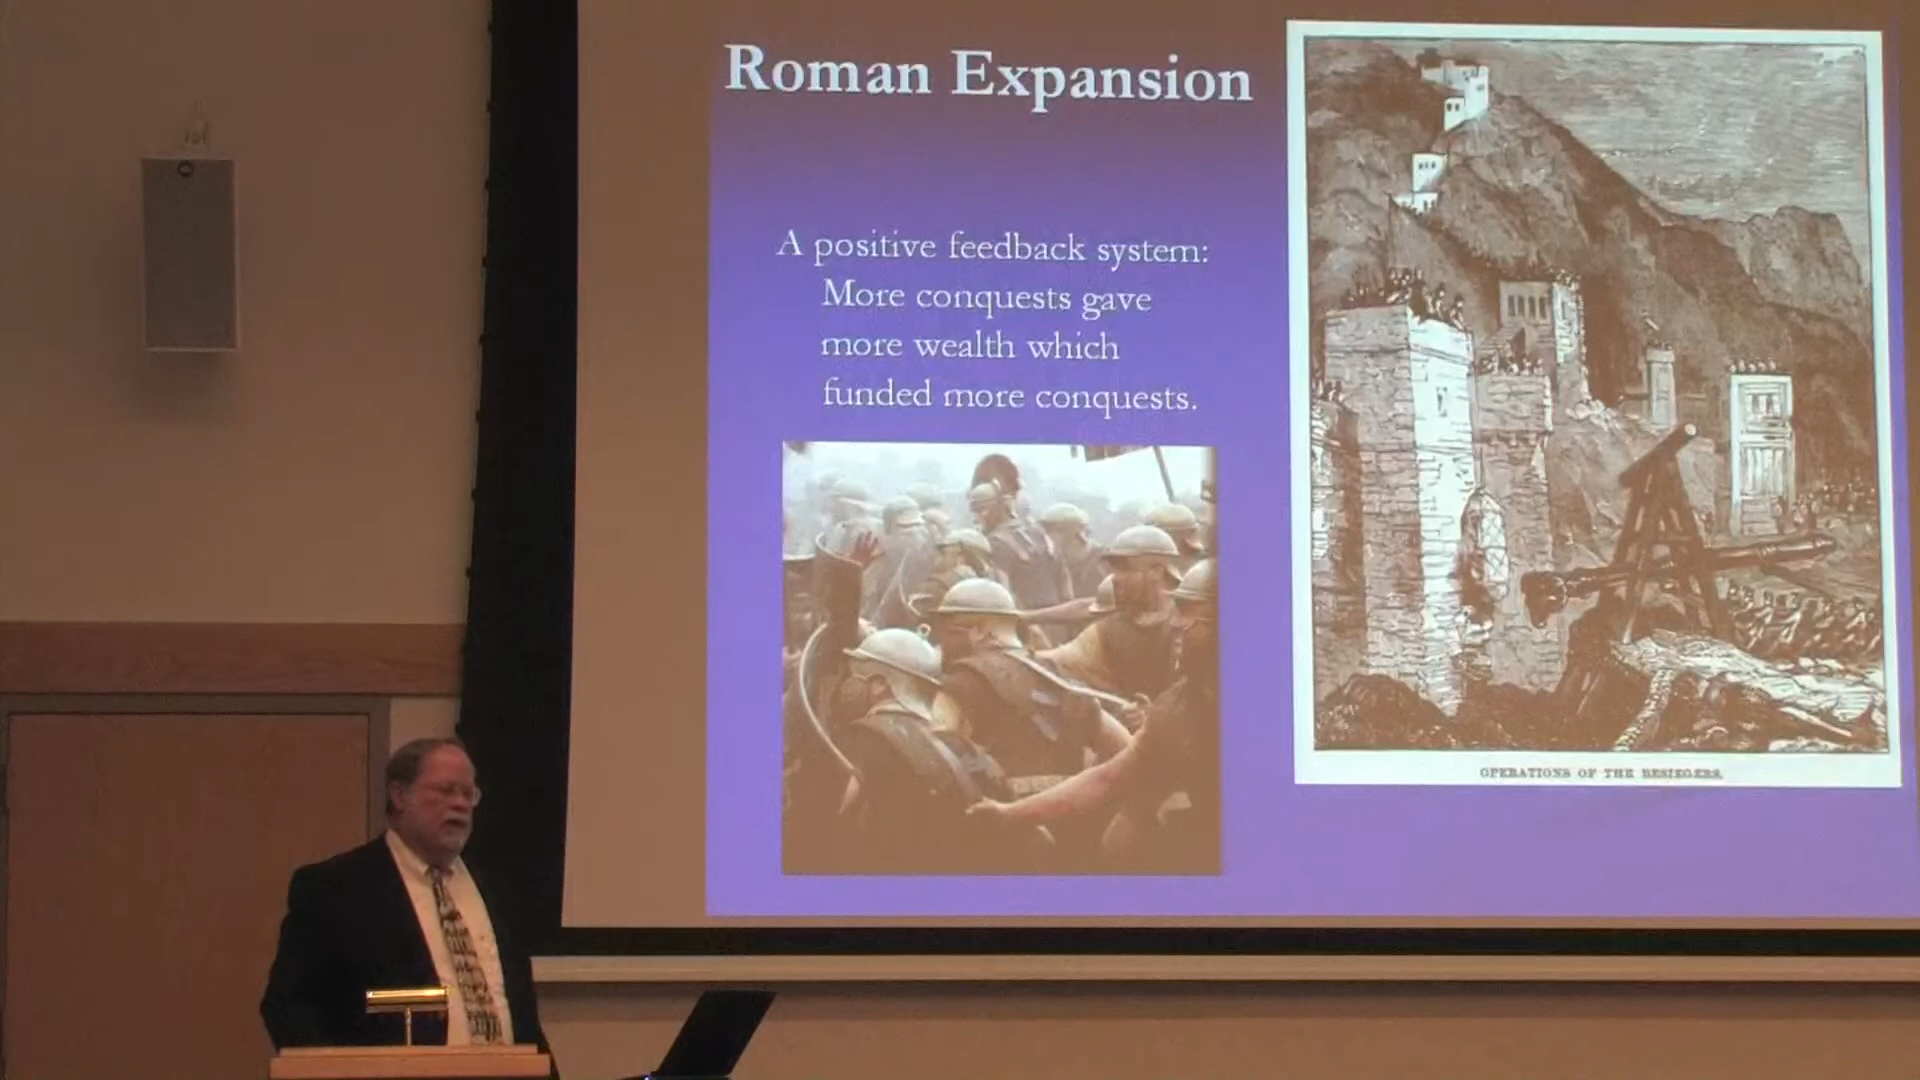 Roman Expansion
A positive feedback system:
More conquests gave
more wealth which
funded more conquests.
OPERATIONS OF THE BESIEGERS.